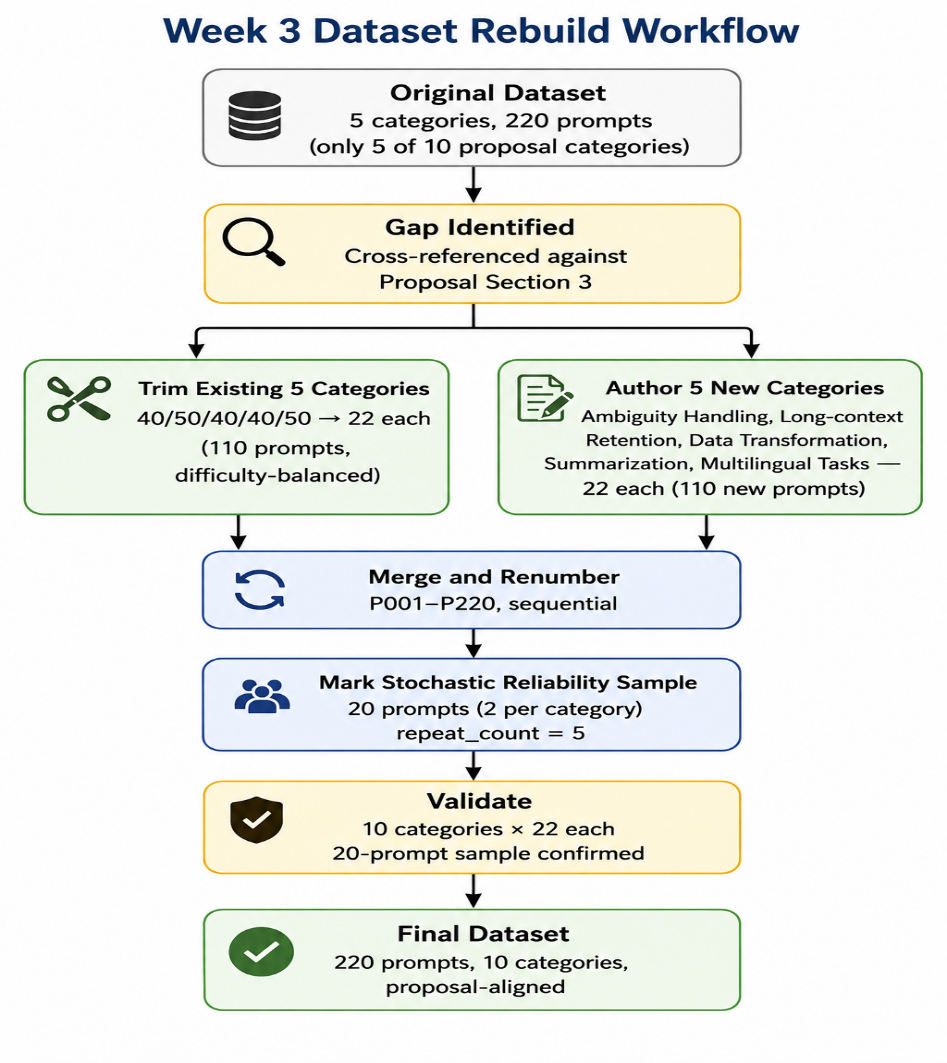 Week 3 Dataset Rebuild Workflow
Original Dataset
5 categories, 220 prompts
(only 5 of 10 proposal categories)
Gap Identified
Cross-referenced against
Proposal Section 3
Trim Existing 5 Categories
40/50/40/40/50 → 22 each
(110 prompts,
difficulty-balanced)
Author 5 New Categories
Ambiguity Handling, Long-context
Retention, Data Transformation,
Summarization, Multilingual Tasks —
22 each (110 new prompts)
Merge and Renumber
P001–P220, sequential
Mark Stochastic Reliability Sample
20 prompts (2 per category)
repeat_count = 5
Validate
10 categories × 22 each
20-prompt sample confirmed
Final Dataset
220 prompts, 10 categories,
proposal-aligned